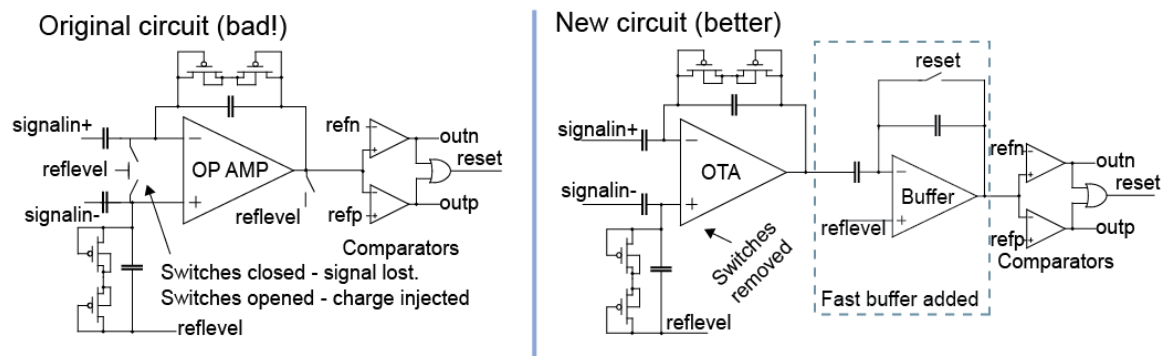 Original circuit (bad!)
signalin+
reflevel
signalin-
OP AMP
reflevel
refn
refp
outn
reset
outp
Comparators
Switches closed - signal lost.
Switches opened - charge injected
reflevel
New circuit (better)
signalin+
signalin-
OTA
Switches
removed
reflevel
reset
Buffer
reflevel
Fast buffer added
refn
refp
outn
reset
outp
Comparators
-
+
-
+
-
+
-
+
-
+
-
+
-
+